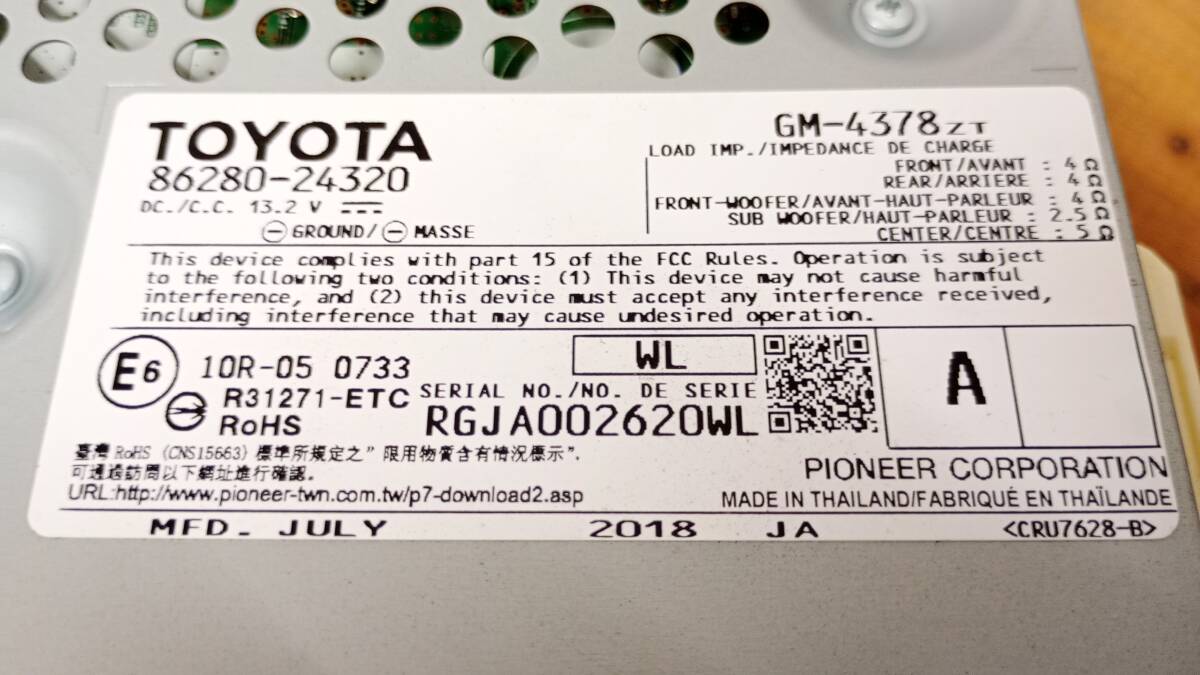 TOYOTA
86280-24320
DC./C.C. 13.2 V
GROUND/ MASSE
GM-4378ZT
LOAD IMP./IMPEDANCE DE CHARGE
FRONT/AVANT : 4Ω
REAR/ARRIERE : 4Ω
FRONT-WOOFER/AVANT-HAUT-PARLEUR : 4Ω
SUB WOOFER/HAUT-PARLEUR : 2.5Ω
CENTER/CENTRE : 5Ω
This device complies with part 15 of the FCC Rules. Operation is subject
to the following two conditions: (1) This device may not cause harmful
interference, and (2) this device must accept any interference received,
including interference that may cause undesired operation.
E6 10R-05 0733
R31271-ETC
RoHS
WL
SERIAL NO./NO. DE SERIE
RGJA002620WL
A
臺灣 RoHS (CNS15663) 標準所規定之” 限用物質含有情況標示”,
可通過訪問以下網址進行確認。
URL:http://www.pioneer-twn.com.tw/p7-download2.asp
PIONEER CORPORATION
MADE IN THAILAND/FABRIQUÉ EN THAÏLANDE
MFD. JULY 2018 JA <CRU7628-B>